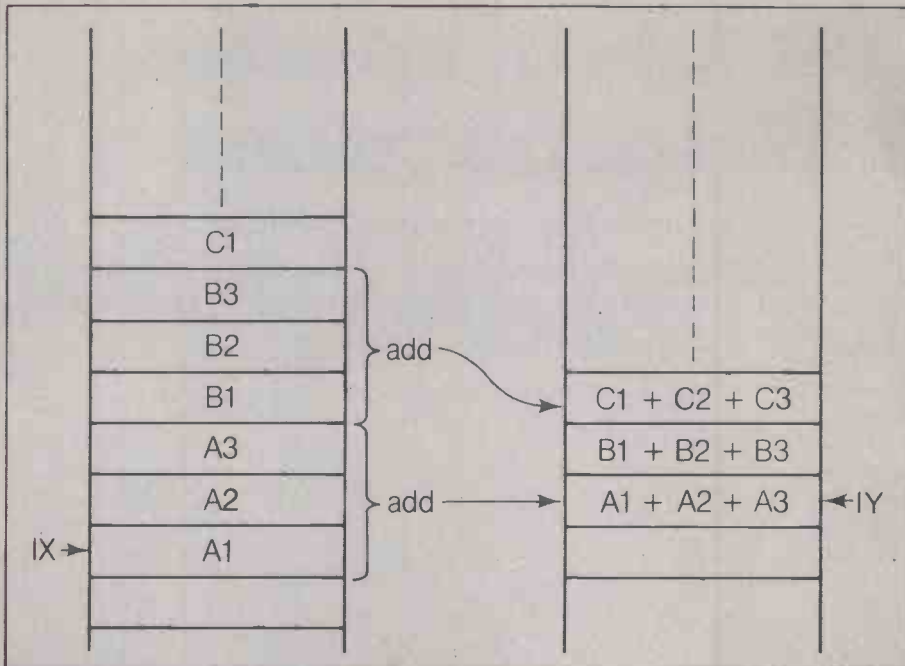 C1
B3
B2
B1
A3
A2
A1
IX
add
add
C1 + C2 + C3
B1 + B2 + B3
A1 + A2 + A3
IY